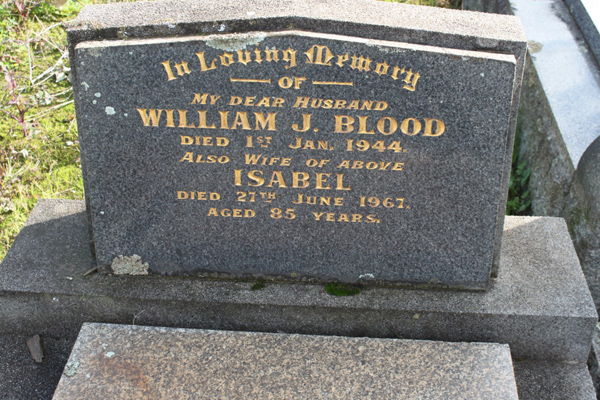 In Loving Memory
OF
MY DEAR HUSBAND
WILLIAM J. BLOOD
DIED 1ST JAN. 1944.
ALSO WIFE OF ABOVE
ISABEL
DIED 27TH JUNE 1967.
AGED 85 YEARS.